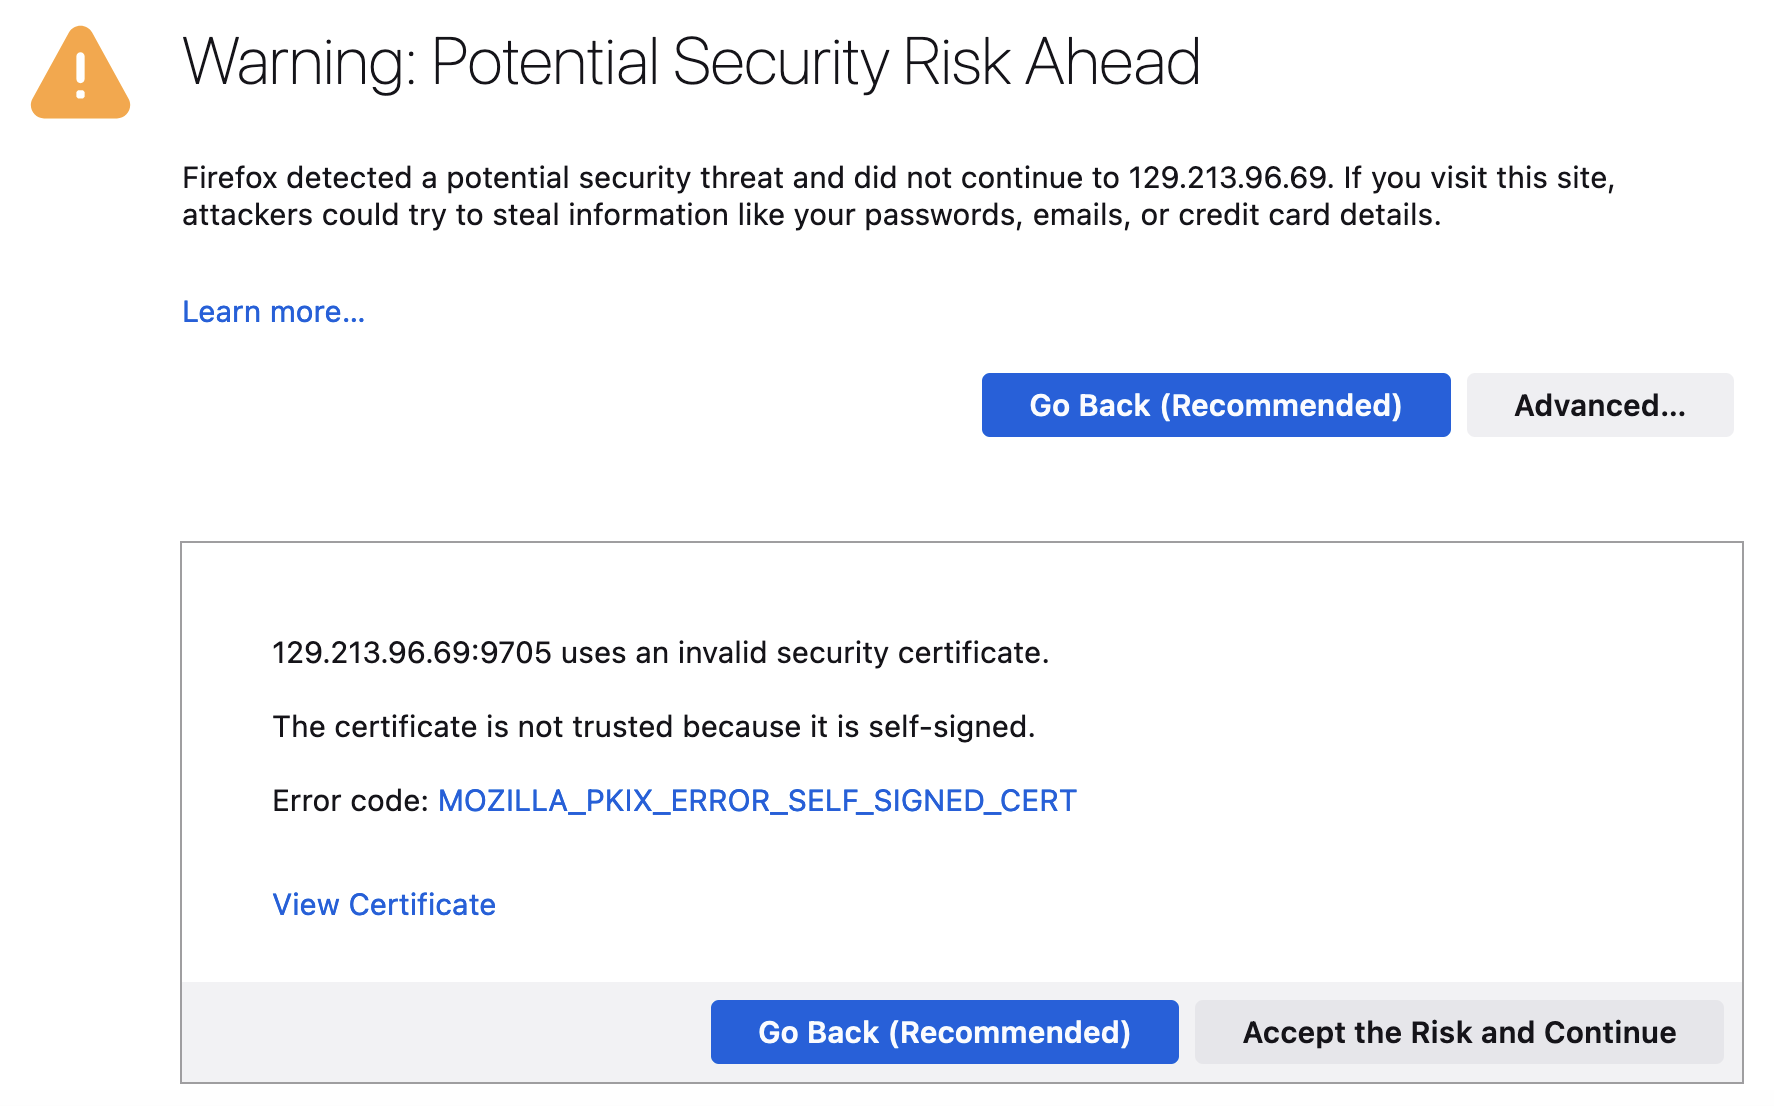 Warning: Potential Security Risk Ahead
Firefox detected a potential security threat and did not continue to 129.213.96.69. If you visit this site,
attackers could try to steal information like your passwords, emails, or credit card details.
Learn more...
Go Back (Recommended)
Advanced...
129.213.96.69:9705 uses an invalid security certificate.
The certificate is not trusted because it is self-signed.
Error code: MOZILLA_PKIX_ERROR_SELF_SIGNED_CERT
View Certificate
Go Back (Recommended)
Accept the Risk and Continue